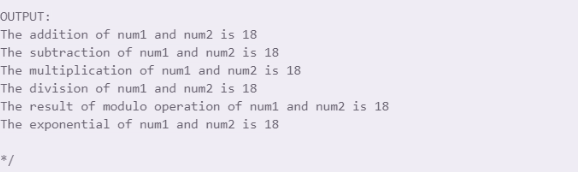 OUTPUT:
The addition of num1 and num2 is 18
The subtraction of num1 and num2 is 18
The multiplication of num1 and num2 is 18
The division of num1 and num2 is 18
The result of modulo operation of num1 and num2 is 18
The exponential of num1 and num2 is 18
*/